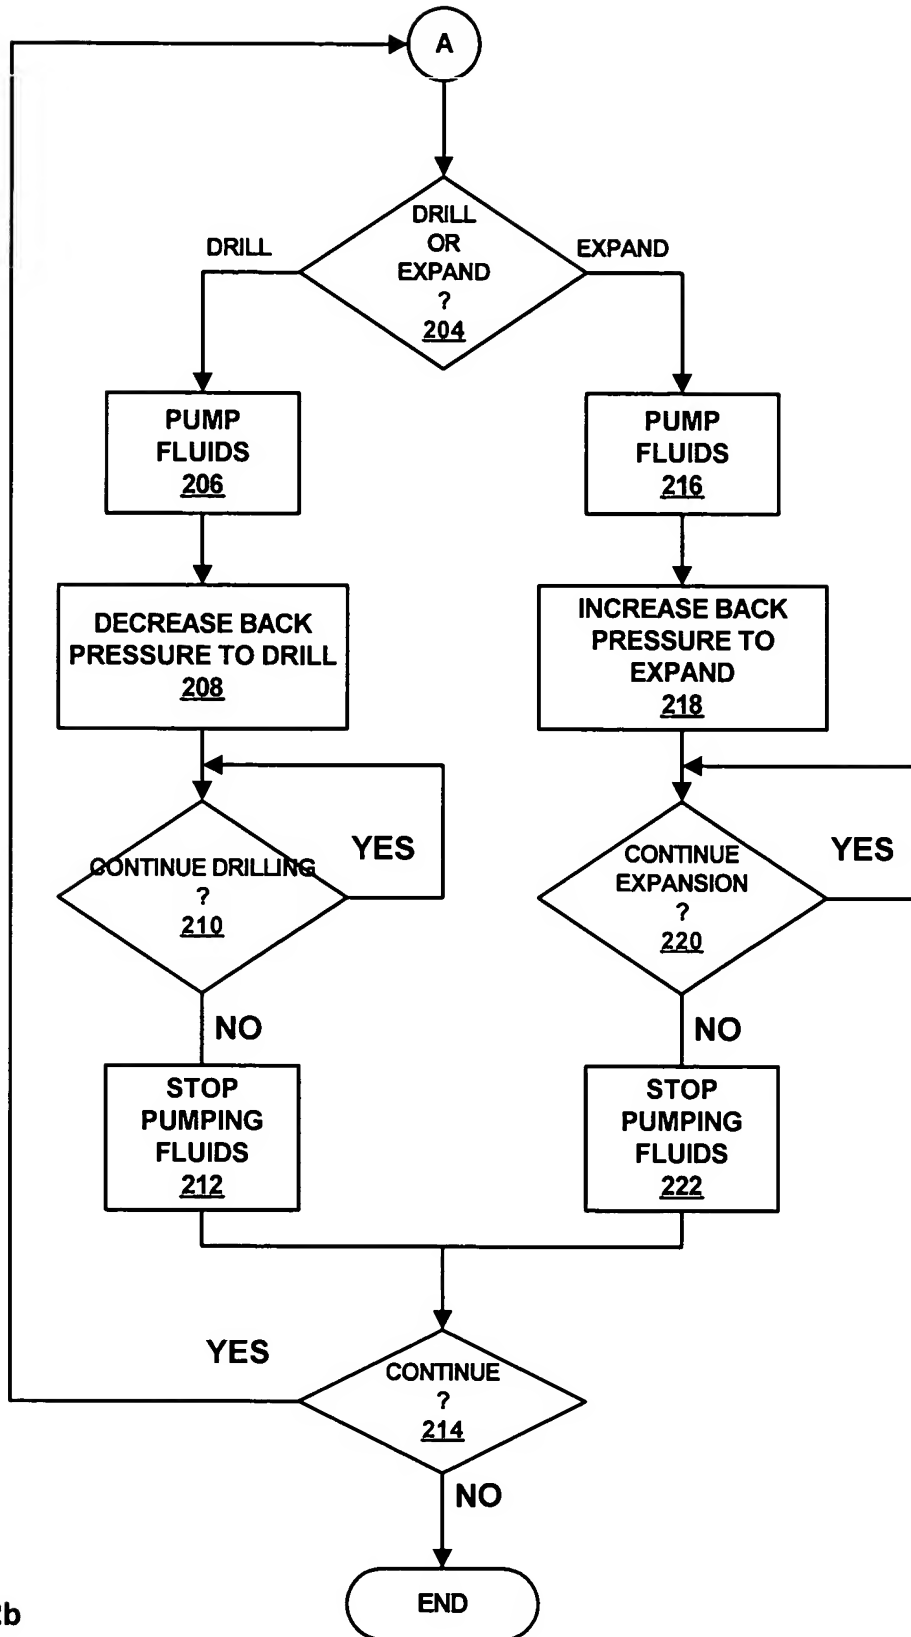 A
DRILL
OR
EXPAND
?
204
DRILL
EXPAND
PUMP
FLUIDS
206
PUMP
FLUIDS
216
DECREASE BACK
PRESSURE TO DRILL
208
INCREASE BACK
PRESSURE TO
EXPAND
218
CONTINUE DRILLING
?
210
YES
CONTINUE
EXPANSION
?
220
YES
NO
NO
STOP
PUMPING
FLUIDS
212
STOP
PUMPING
FLUIDS
222
YES
CONTINUE
?
214
NO
END